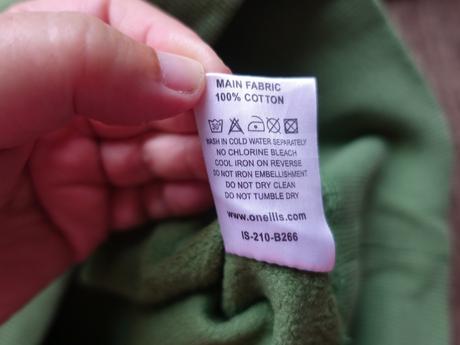 MAIN FABRIC
100% COTTON
WASH IN COLD WATER SEPARATELY
NO CHLORINE BLEACH
COOL IRON ON REVERSE
DO NOT IRON EMBELLISHMENT
DO NOT DRY CLEAN
DO NOT TUMBLE DRY
www.oneills.com
IS-210-B266